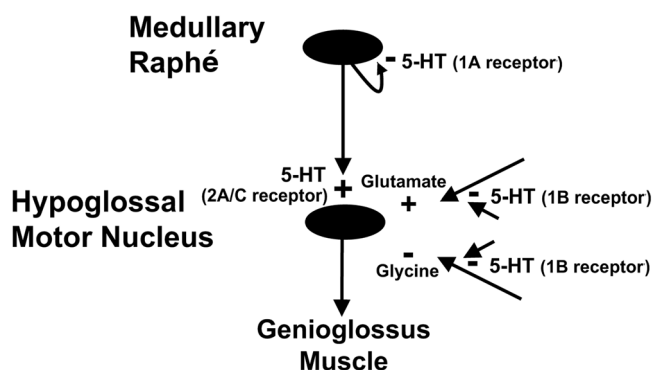 Medullary
Raphé
- 5-HT (1A receptor)
5-HT
(2A/C receptor) +
Glutamate
+
- 5-HT (1B receptor)
Hypoglossal
Motor Nucleus
-
Glycine
- 5-HT (1B receptor)
Genioglossus
Muscle